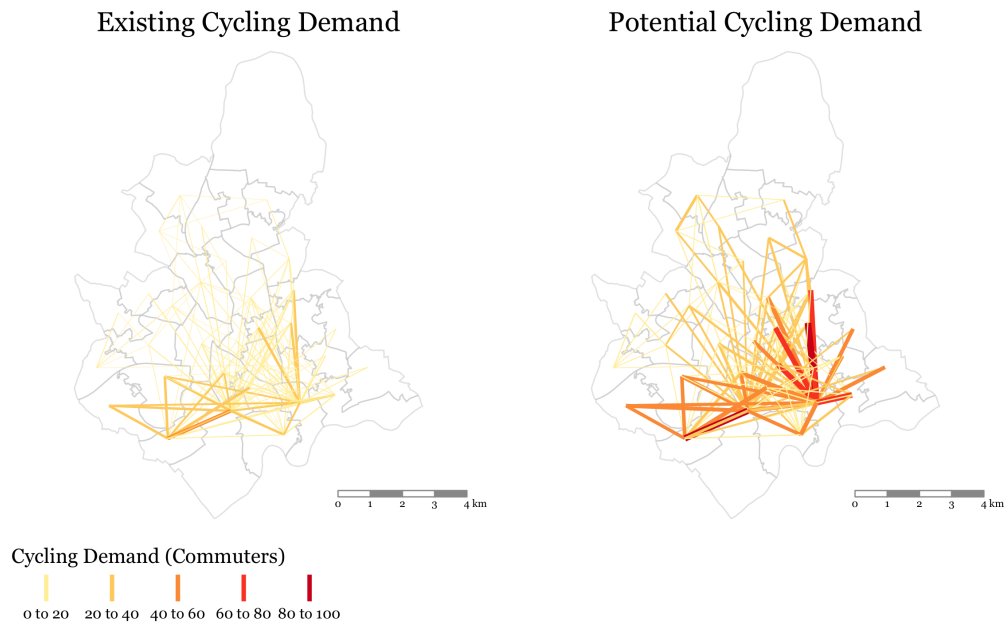 Existing Cycling Demand
Potential Cycling Demand
0 1 2 3 4 km
0 1 2 3 4 km
Cycling Demand (Commuters)
0 to 20 20 to 40 40 to 60 60 to 80 80 to 100